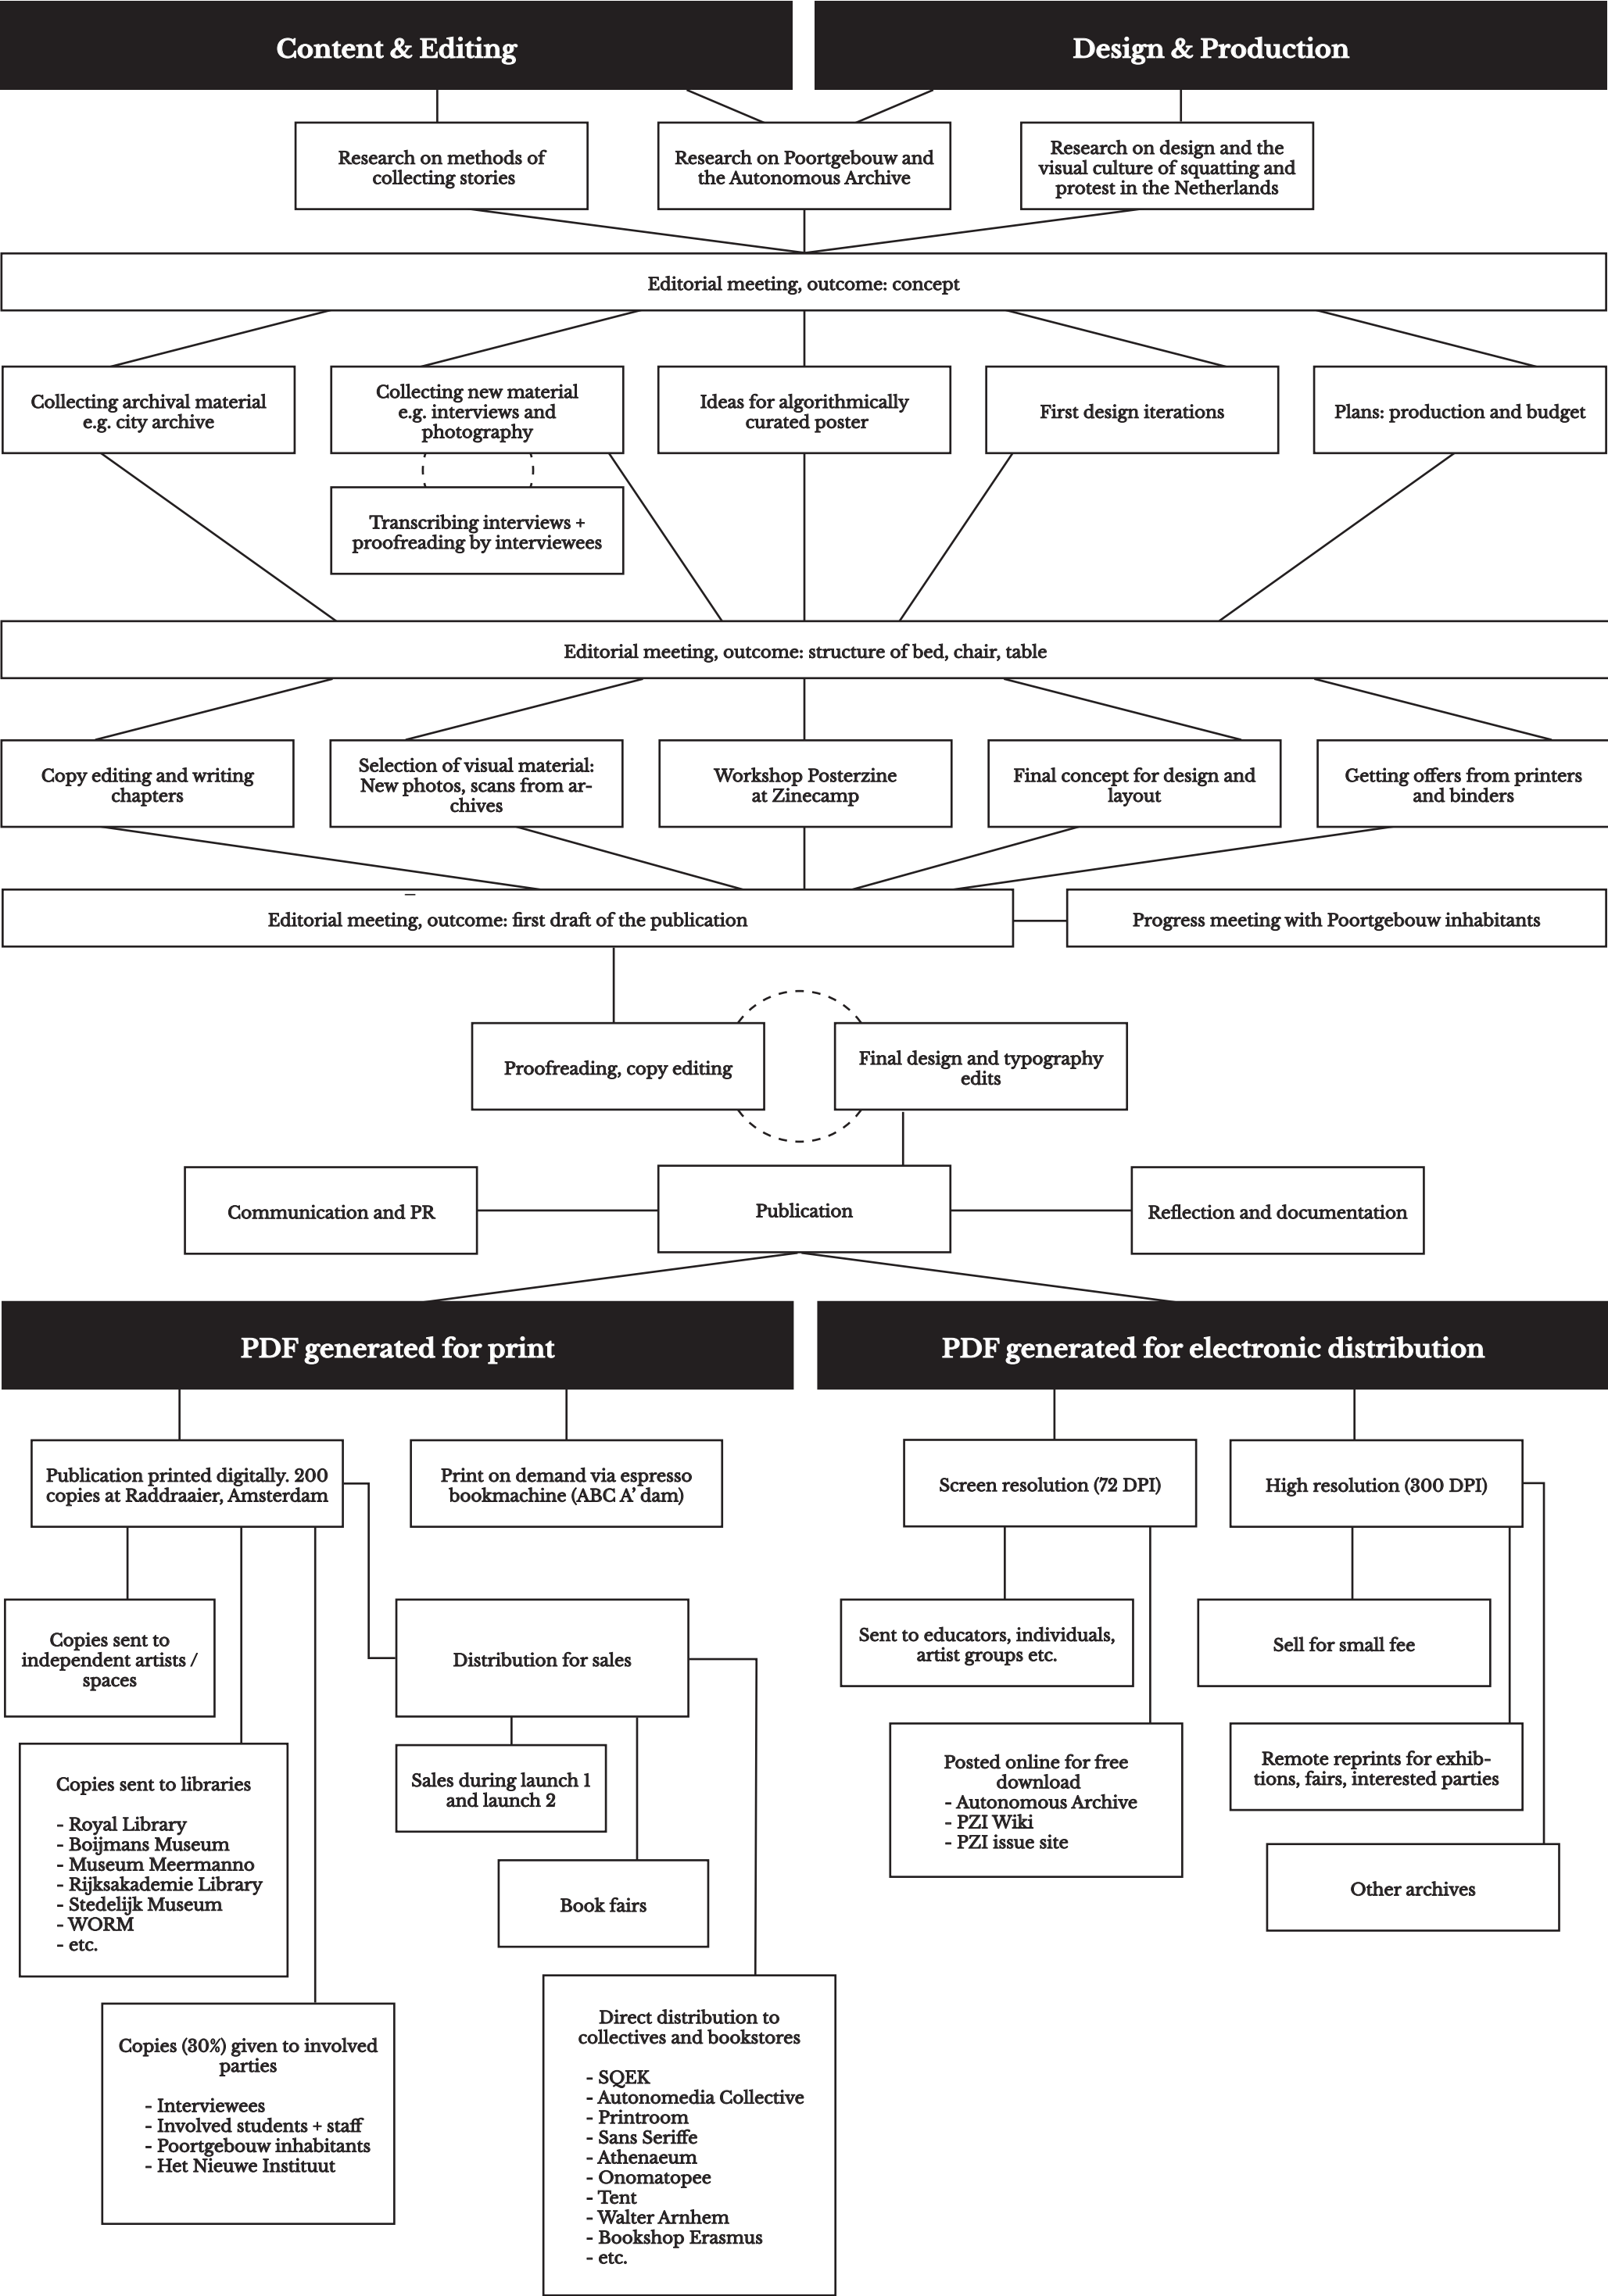 Content & Editing
Design & Production
Research on methods of
collecting stories
Research on Poortgebouw and
the Autonomous Archive
Research on design and the
visual culture of squatting and
protest in the Netherlands
Editorial meeting, outcome: concept
Collecting archival material
e.g. city archive
Collecting new material
e.g. interviews and
photography
Ideas for algorithmically
curated poster
First design iterations
Plans: production and budget
Transcribing interviews +
proofreading by interviewees
Editorial meeting, outcome: structure of bed, chair, table
Copy editing and writing
chapters
Selection of visual material:
New photos, scans from ar-
chives
Workshop Posterzine
at Zinecamp
Final concept for design and
layout
Getting offers from printers
and binders
Editorial meeting, outcome: first draft of the publication
Progress meeting with Poortgebouw inhabitants
Proofreading, copy editing
Final design and typography
edits
Communication and PR
Publication
Reflection and documentation
PDF generated for print
PDF generated for electronic distribution
Publication printed digitally. 200
copies at Raddraaier, Amsterdam
Print on demand via espresso
bookmachine (ABC A' dam)
Screen resolution (72 DPI)
High resolution (300 DPI)
Copies sent to
independent artists /
spaces
Distribution for sales
Sent to educators, individuals,
artist groups etc.
Sell for small fee
Copies sent to libraries
- Royal Library
- Boijmans Museum
- Museum Meermanno
- Rijksakademie Library
- Stedelijk Museum
- WORM
- etc.
Sales during launch 1
and launch 2
Posted online for free
download
- Autonomous Archive
- PZI Wiki
- PZI issue site
Remote reprints for exhib-
tions, fairs, interested parties
Book fairs
Other archives
Copies (30%) given to involved
parties
- Interviewees
- Involved students + staff
- Poortgebouw inhabitants
- Het Nieuwe Instituut
Direct distribution to
collectives and bookstores
- SQEK
- Autonomedia Collective
- Printroom
- Sans Seriffe
- Athenaeum
- Onomatopee
- Tent
- Walter Arnhem
- Bookshop Erasmus
- etc.